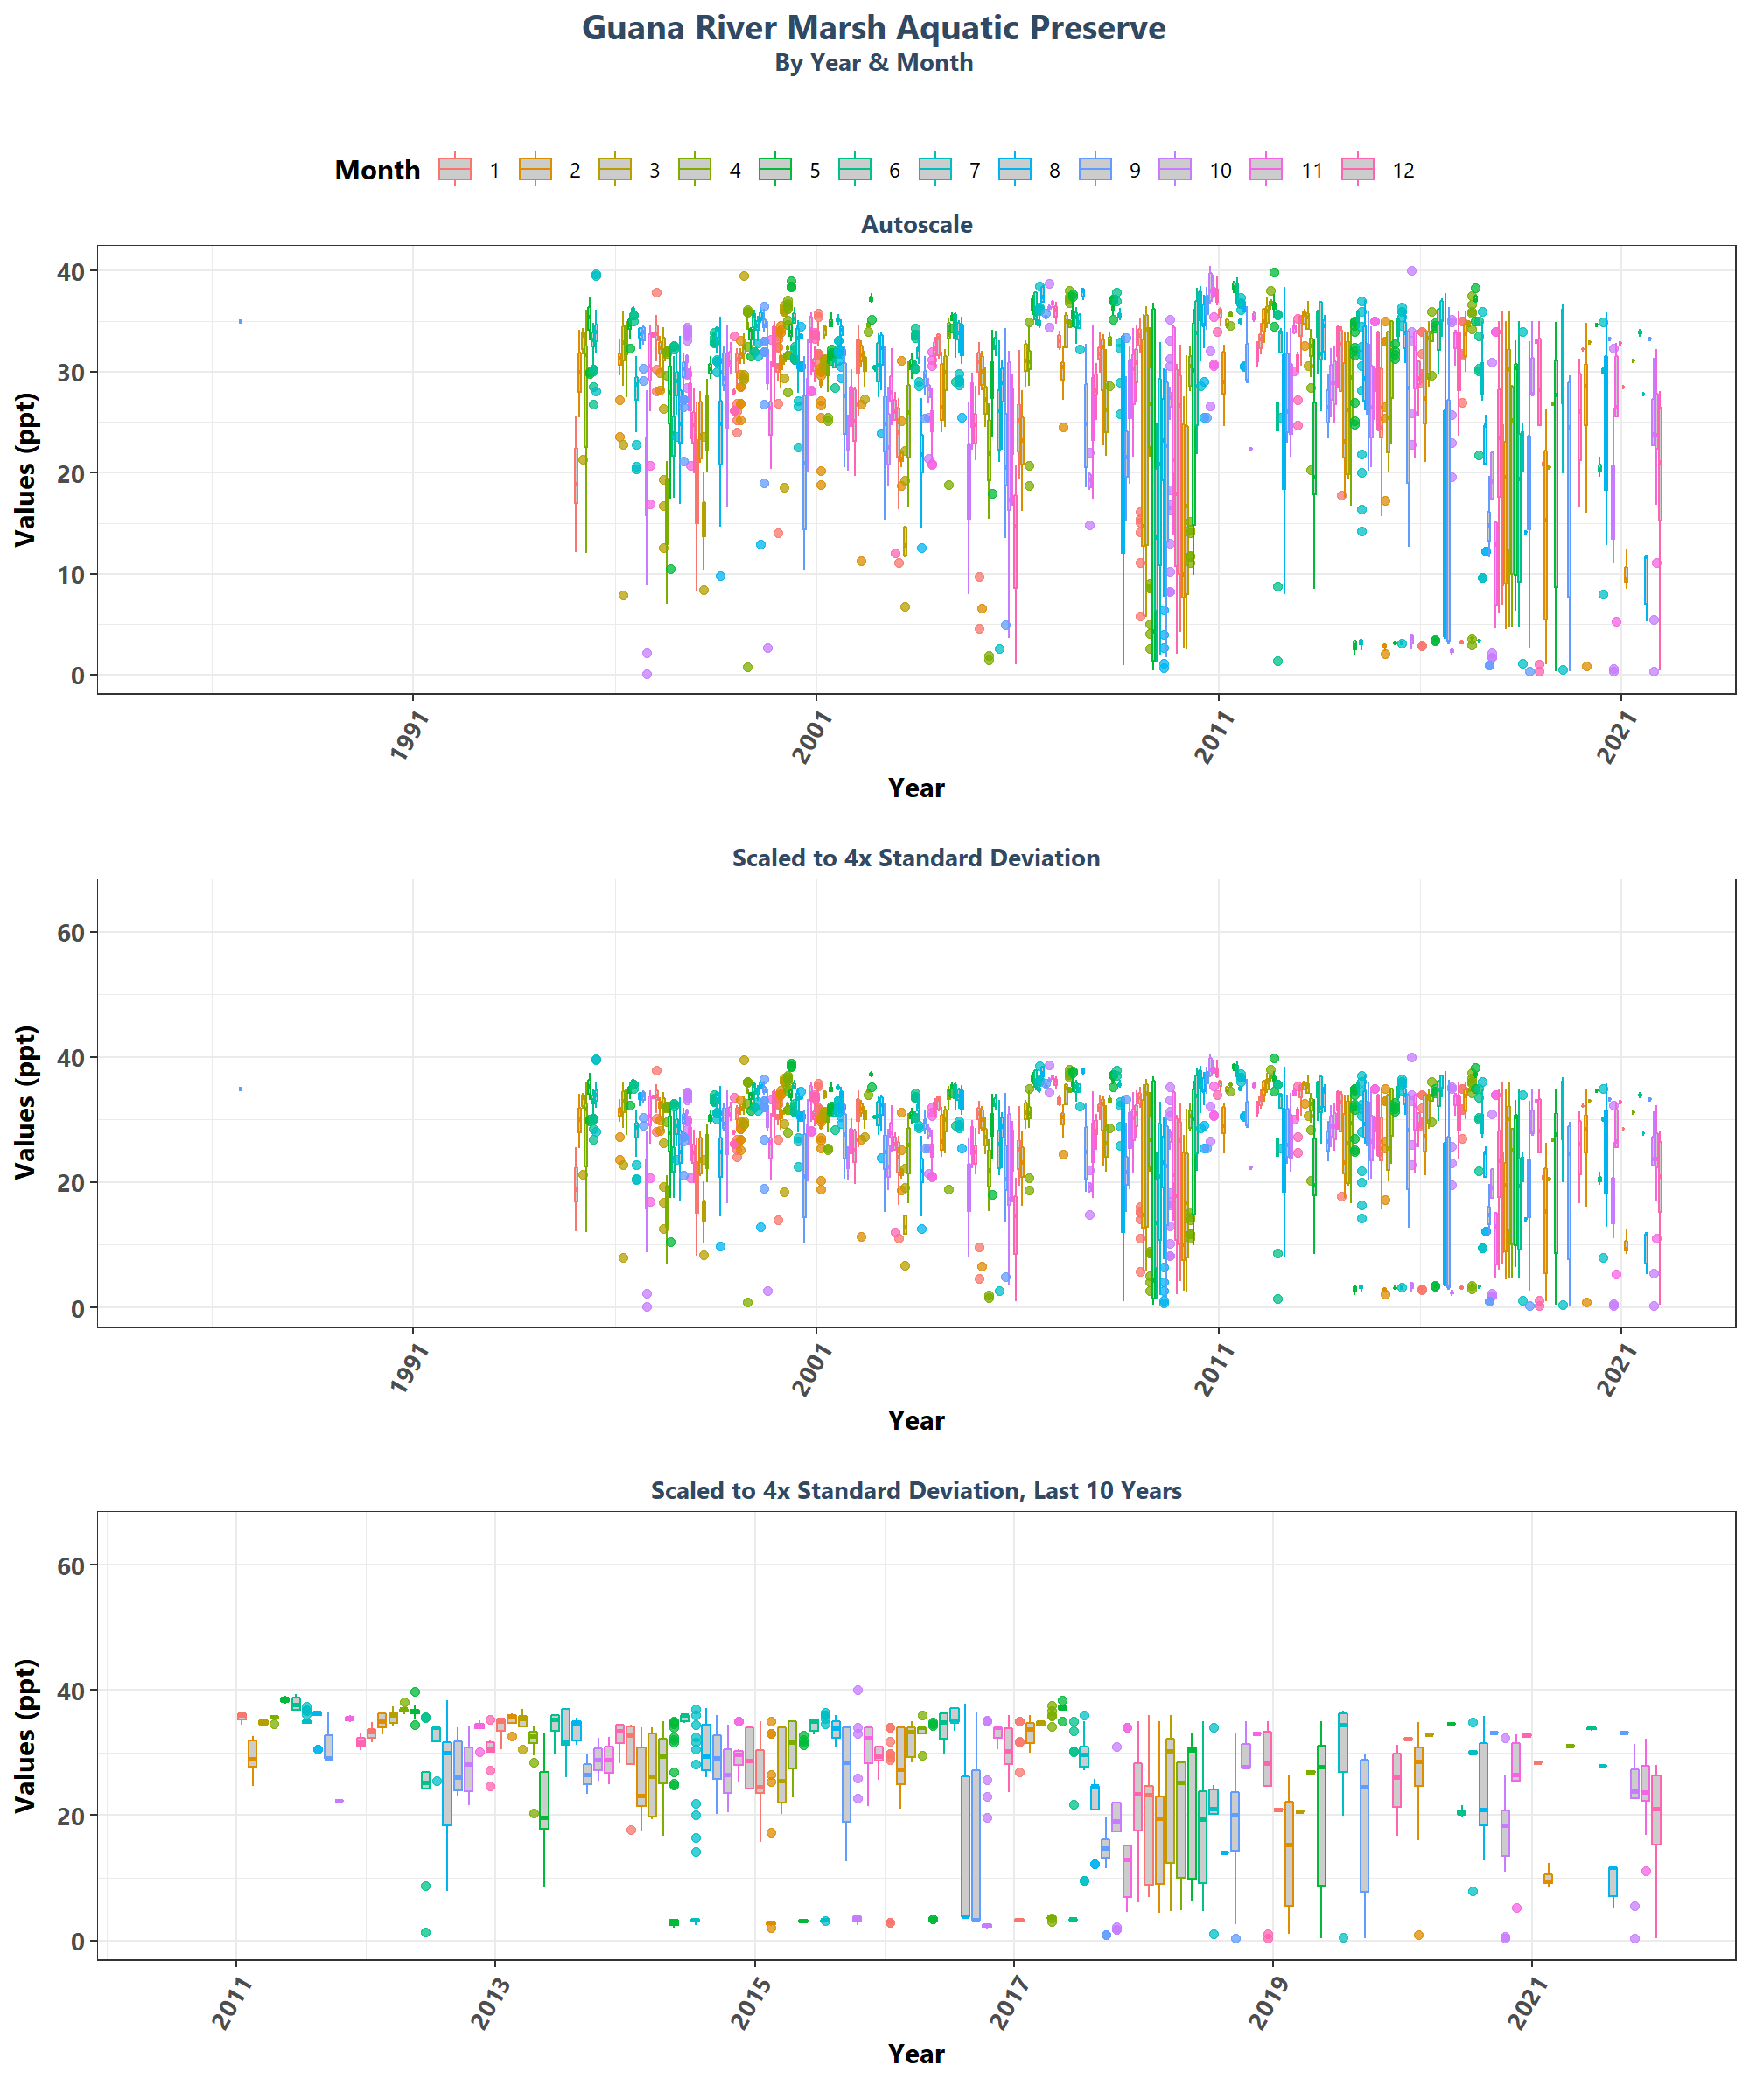 Guana River Marsh Aquatic Preserve
By Year & Month
Month 1 2 3 4 5 6 7 8 9 10 11 12
Autoscale
40
30
20
10
0
Values (ppt)
1991 2001 2011 2021
Year
Scaled to 4x Standard Deviation
60
40
20
0
Values (ppt)
1991 2001 2011 2021
Year
Scaled to 4x Standard Deviation, Last 10 Years
60
40
20
0
Values (ppt)
2011 2013 2015 2017 2019 2021
Year